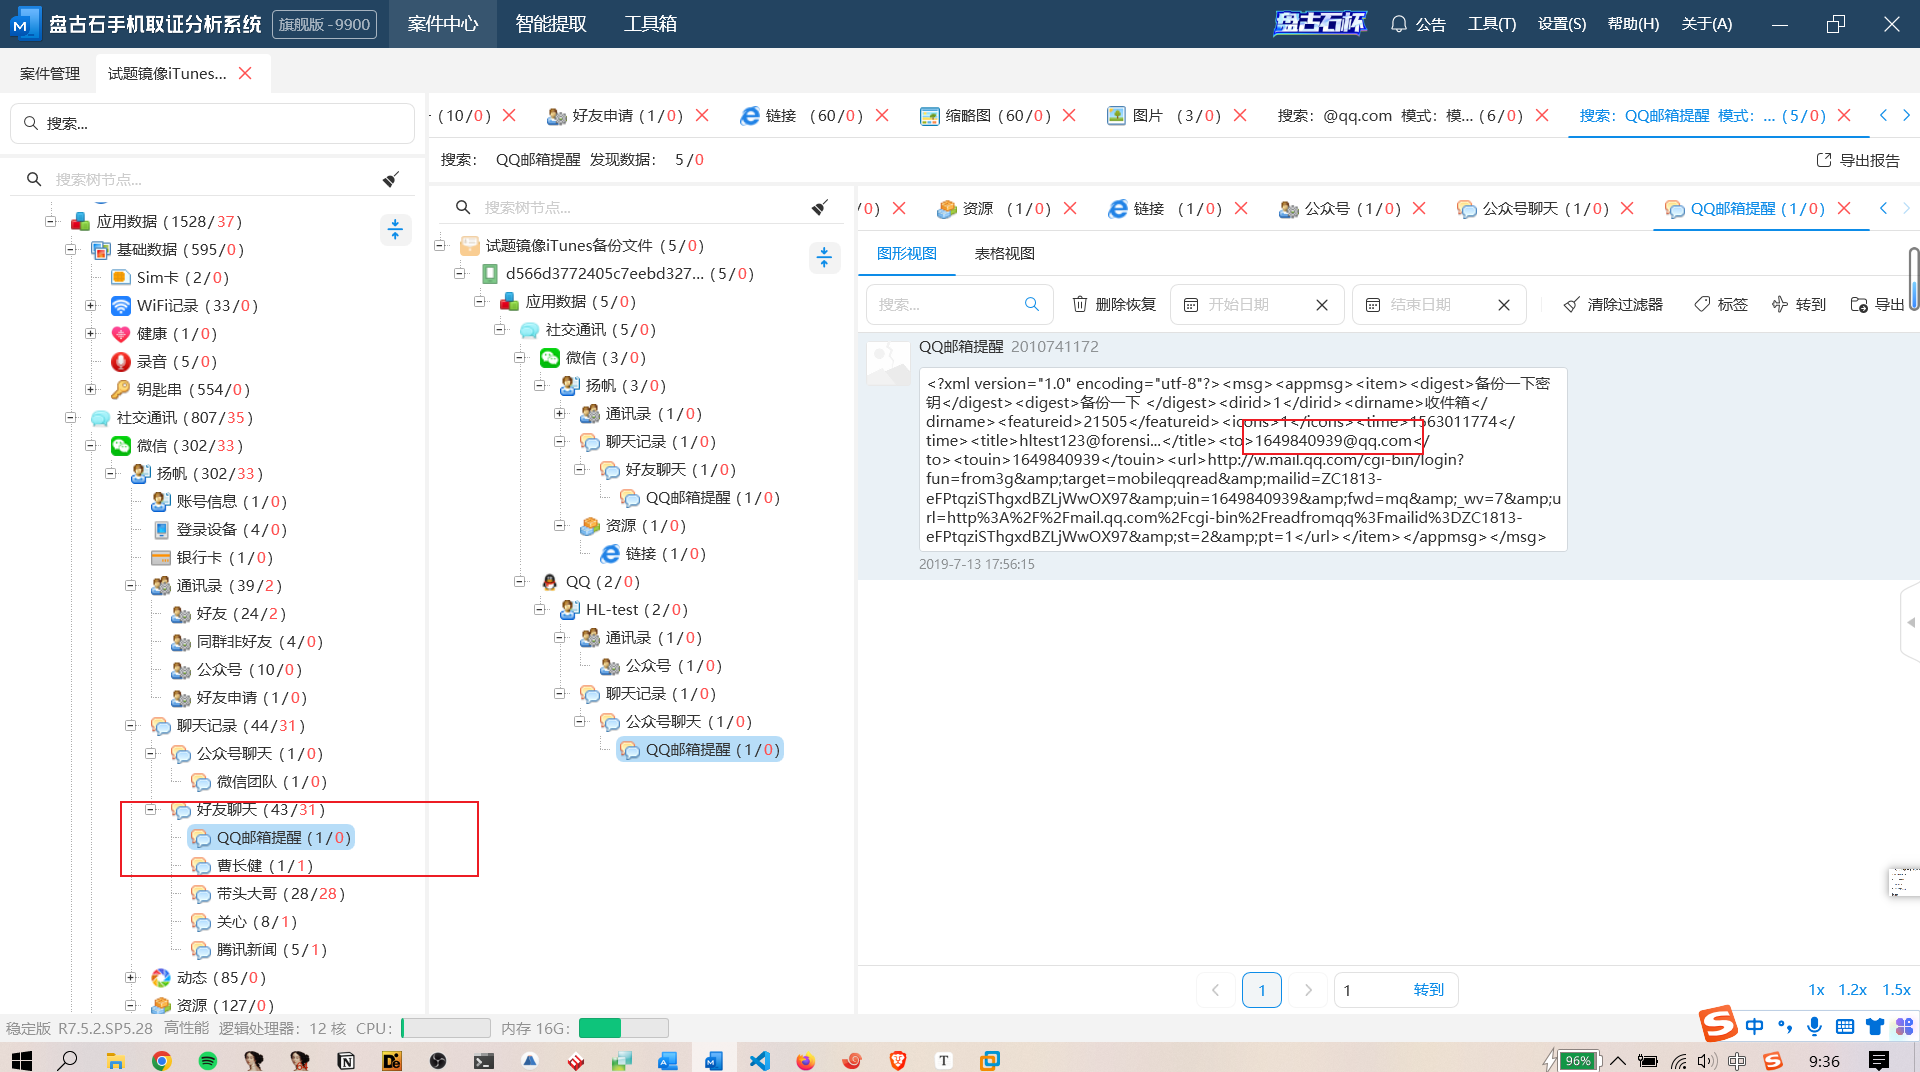 盘古石手机取证分析系统 旗舰版 -9900 案件中心 智能提取 工具箱 盘古石杯 公告 工具(T) 设置(S) 帮助(H) 关于(A)
案件管理 试题镜像iTunes...
搜索...
(10/0) 好友申请 (1/0) 链接 (60/0) 缩略图 (60/0) 图片 (3/0) 搜索: @qq.com 模式: 模... (6/0) 搜索: QQ邮箱提醒 模式: ... (5/0)
搜索: QQ邮箱提醒 发现数据: 5/0 导出报告
搜索树节点...
应用数据 (1528/37)
基础数据 (595/0)
Sim卡 (2/0)
WiFi记录 (33/0)
健康 (1/0)
录音 (5/0)
钥匙串 (554/0)
社交通讯 (807/35)
微信 (302/33)
扬帆 (302/33)
账号信息 (1/0)
登录设备 (4/0)
银行卡 (1/0)
通讯录 (39/2)
好友 (24/2)
同群非好友 (4/0)
公众号 (10/0)
好友申请 (1/0)
聊天记录 (44/31)
公众号聊天 (1/0)
微信团队 (1/0)
好友聊天 (43/31)
QQ邮箱提醒 (1/0)
曹长健 (1/1)
带头大哥 (28/28)
关心 (8/1)
腾讯新闻 (5/1)
动态 (85/0)
资源 (127/0)
搜索树节点...
试题镜像iTunes备份文件 (5/0)
d566d3772405c7eebd327... (5/0)
应用数据 (5/0)
社交通讯 (5/0)
微信 (3/0)
扬帆 (3/0)
通讯录 (1/0)
聊天记录 (1/0)
好友聊天 (1/0)
QQ邮箱提醒 (1/0)
资源 (1/0)
链接 (1/0)
QQ (2/0)
HL-test (2/0)
通讯录 (1/0)
公众号 (1/0)
聊天记录 (1/0)
公众号聊天 (1/0)
QQ邮箱提醒 (1/0)
/0) 资源 (1/0) 链接 (1/0) 公众号 (1/0) 公众号聊天 (1/0) QQ邮箱提醒 (1/0)
图形视图 表格视图
搜索... 删除恢复 开始日期 结束日期 清除过滤器 标签 转到 导出
QQ邮箱提醒 2010741172
<?xml version="1.0" encoding="utf-8"?><msg><appmsg><item><digest>备份一下密
钥</digest><digest>备份一下 </digest><dirid>1</dirid><dirname>收件箱</
dirname><featureid>21505</featureid><icons>1</icons><time>1563011774</
time><title>hltest123@forensi...</title><to>1649840939@qq.com</
to><touin>1649840939</touin><url>http://w.mail.qq.com/cgi-bin/login?
fun=from3g&amp;target=mobileqqread&amp;mailid=ZC1813-
eFPtqziSThgxdBZLjWwOX97&amp;uin=1649840939&amp;fwd=mq&amp;_wv=7&amp;u
rl=http%3A%2F%2Fmail.qq.com%2Fcgi-bin%2Freadfromqq%3Fmailid%3DZC1813-
eFPtqziSThgxdBZLjWwOX97&amp;st=2&amp;pt=1</url></item></appmsg></msg>
2019-7-13 17:56:15
1 1 转到 1x 1.2x 1.5x
稳定版 R7.5.2.SP5.28 高性能 逻辑处理器: 12 核 CPU: 内存 16G: 中
96% 中 9:36